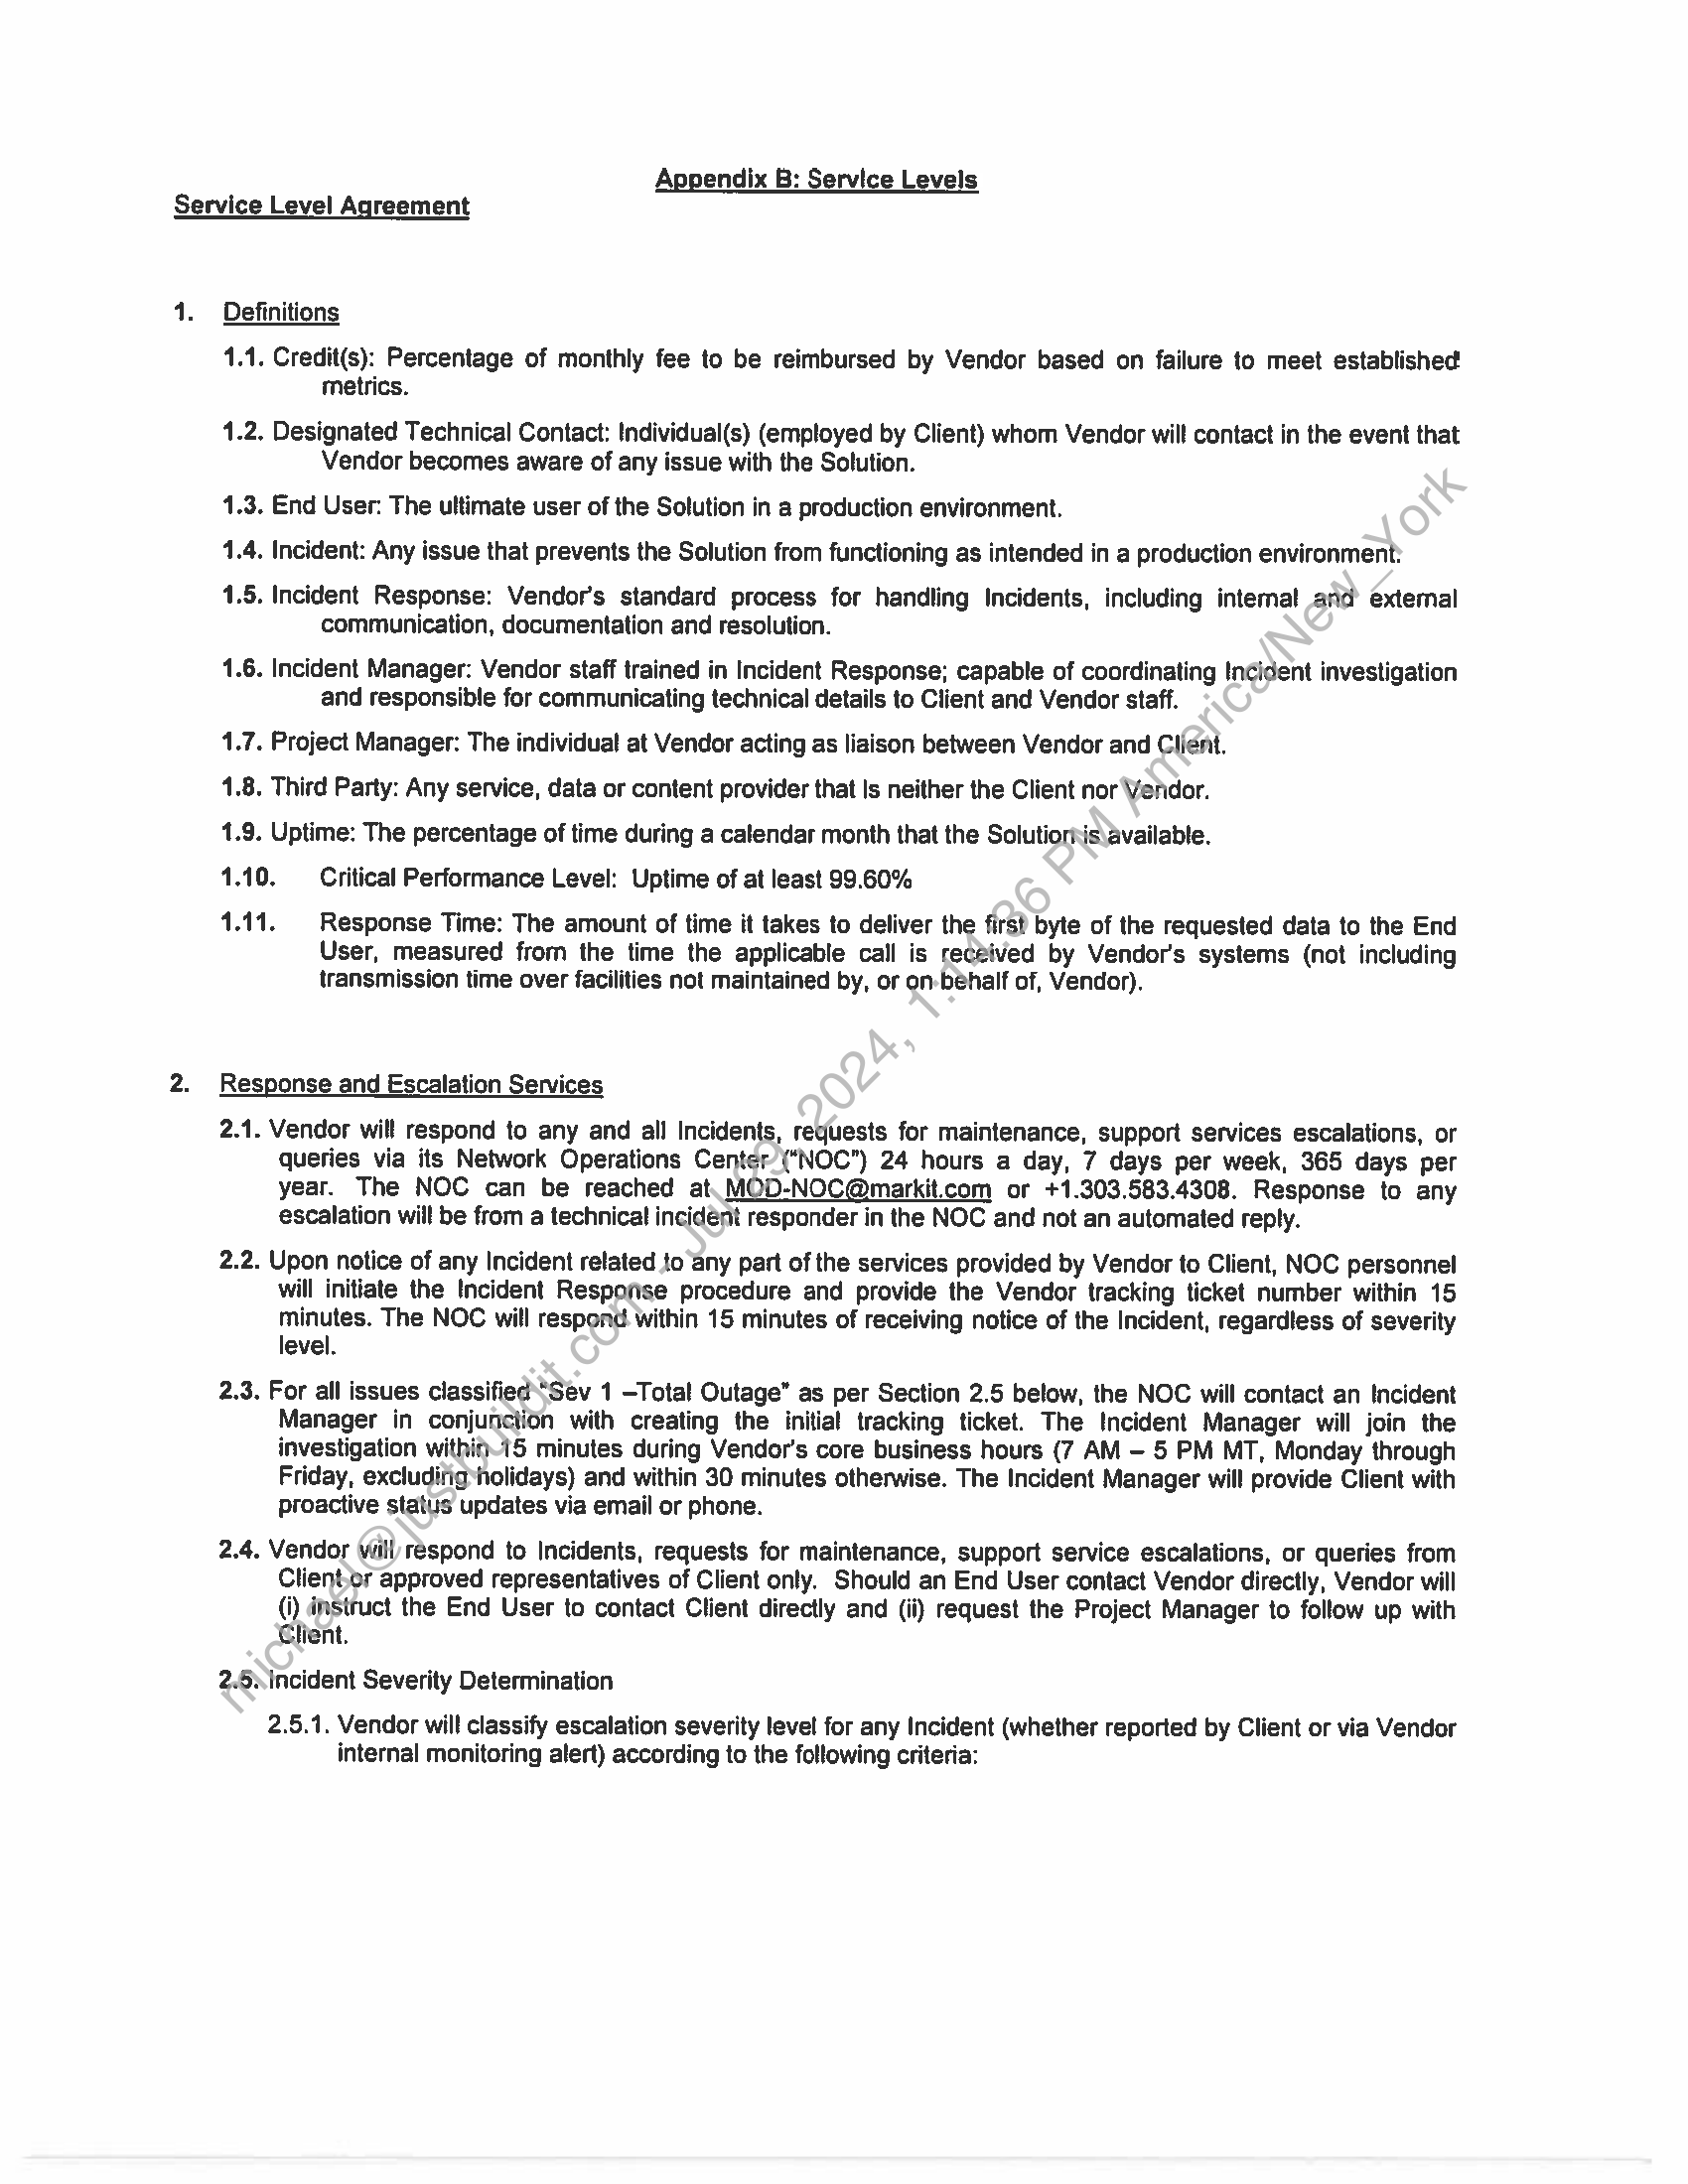 Appendix B: Service Levels
Service Level Agreement
1. Definitions
1.1. Credit(s): Percentage of monthly fee to be reimbursed by Vendor based on failure to meet established
metrics.
1.2. Designated Technical Contact: Individual(s) (employed by Client) whom Vendor will contact in the event that
Vendor becomes aware of any issue with the Solution.
1.3. End User: The ultimate user of the Solution in a production environment.
1.4. Incident: Any issue that prevents the Solution from functioning as intended in a production environment.
1.5. Incident Response: Vendor's standard process for handling Incidents, including internal and external
communication, documentation and resolution.
1.6. Incident Manager: Vendor staff trained in Incident Response; capable of coordinating Incident investigation
and responsible for communicating technical details to Client and Vendor staff.
1.7. Project Manager: The individual at Vendor acting as liaison between Vendor and Client.
1.8. Third Party: Any service, data or content provider that Is neither the Client nor Vendor.
1.9. Uptime: The percentage of time during a calendar month that the Solution is available.
1.10. Critical Performance Level: Uptime of at least 99.60%
1.11. Response Time: The amount of time it takes to deliver the first byte of the requested data to the End
User, measured from the time the applicable call is received by Vendor's systems (not including
transmission time over facilities not maintained by, or on behalf of, Vendor).
2. Response and Escalation Services
2.1. Vendor will respond to any and all Incidents, requests for maintenance, support services escalations, or
queries via its Network Operations Center ("NOC") 24 hours a day, 7 days per week, 365 days per
year. The NOC can be reached at MOD-NOC@markit.com or +1.303.583.4308. Response to any
escalation will be from a technical incident responder in the NOC and not an automated reply.
2.2. Upon notice of any Incident related to any part of the services provided by Vendor to Client, NOC personnel
will initiate the Incident Response procedure and provide the Vendor tracking ticket number within 15
minutes. The NOC will respond within 15 minutes of receiving notice of the Incident, regardless of severity
level.
2.3. For all issues classified "Sev 1 –Total Outage" as per Section 2.5 below, the NOC will contact an Incident
Manager in conjunction with creating the initial tracking ticket. The Incident Manager will join the
investigation within 15 minutes during Vendor's core business hours (7 AM – 5 PM MT, Monday through
Friday, excluding holidays) and within 30 minutes otherwise. The Incident Manager will provide Client with
proactive status updates via email or phone.
2.4. Vendor will respond to Incidents, requests for maintenance, support service escalations, or queries from
Client or approved representatives of Client only. Should an End User contact Vendor directly, Vendor will
(i) instruct the End User to contact Client directly and (ii) request the Project Manager to follow up with
Client.
2.5. Incident Severity Determination
2.5.1. Vendor will classify escalation severity level for any Incident (whether reported by Client or via Vendor
internal monitoring alert) according to the following criteria:
michael@justbuildit.com - Jul 29, 2024, 1:14:36 PM America/New_York